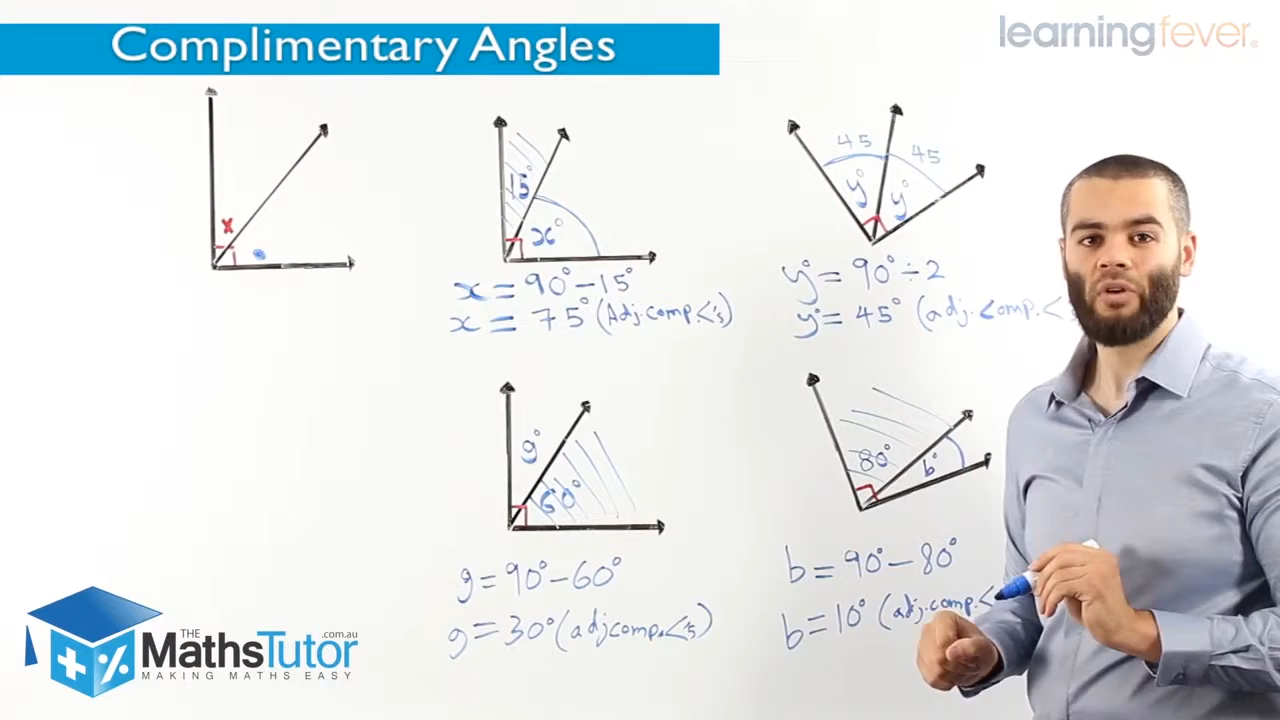 Complimentary Angles
learningfever.
x
15°
x°
x = 90° - 15°
x = 75° (Adj. comp. <'s)
45 45
y° y°
y° = 90° ÷ 2
y° = 45° (adj. comp. <'s
g°
60°
g = 90° - 60°
g = 30° (adj comp. <'s)
80°
b°
b = 90° - 80°
b = 10° (adj. comp. <
THE MathsTutor .com.au
MAKING MATHS EASY
+ %